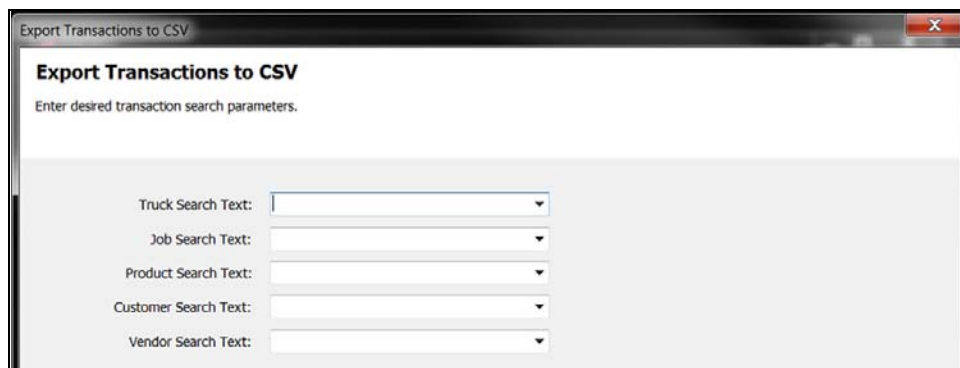 Export Transactions to CSV
Export Transactions to CSV
Enter desired transaction search parameters.
Truck Search Text:
Job Search Text:
Product Search Text:
Customer Search Text:
Vendor Search Text: